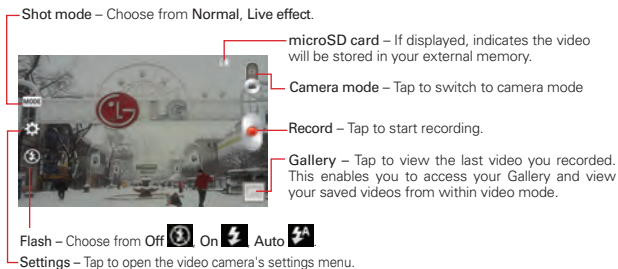 Shot mode – Choose from Normal, Live effect.
microSD card – If displayed, indicates the video
will be stored in your external memory.
Camera mode – Tap to switch to camera mode
MODE
Record – Tap to start recording.
Gallery – Tap to view the last video you recorded.
This enables you to access your Gallery and view
your saved videos from within video mode.
Flash – Choose from Off , On , Auto .
Settings – Tap to open the video camera's settings menu.